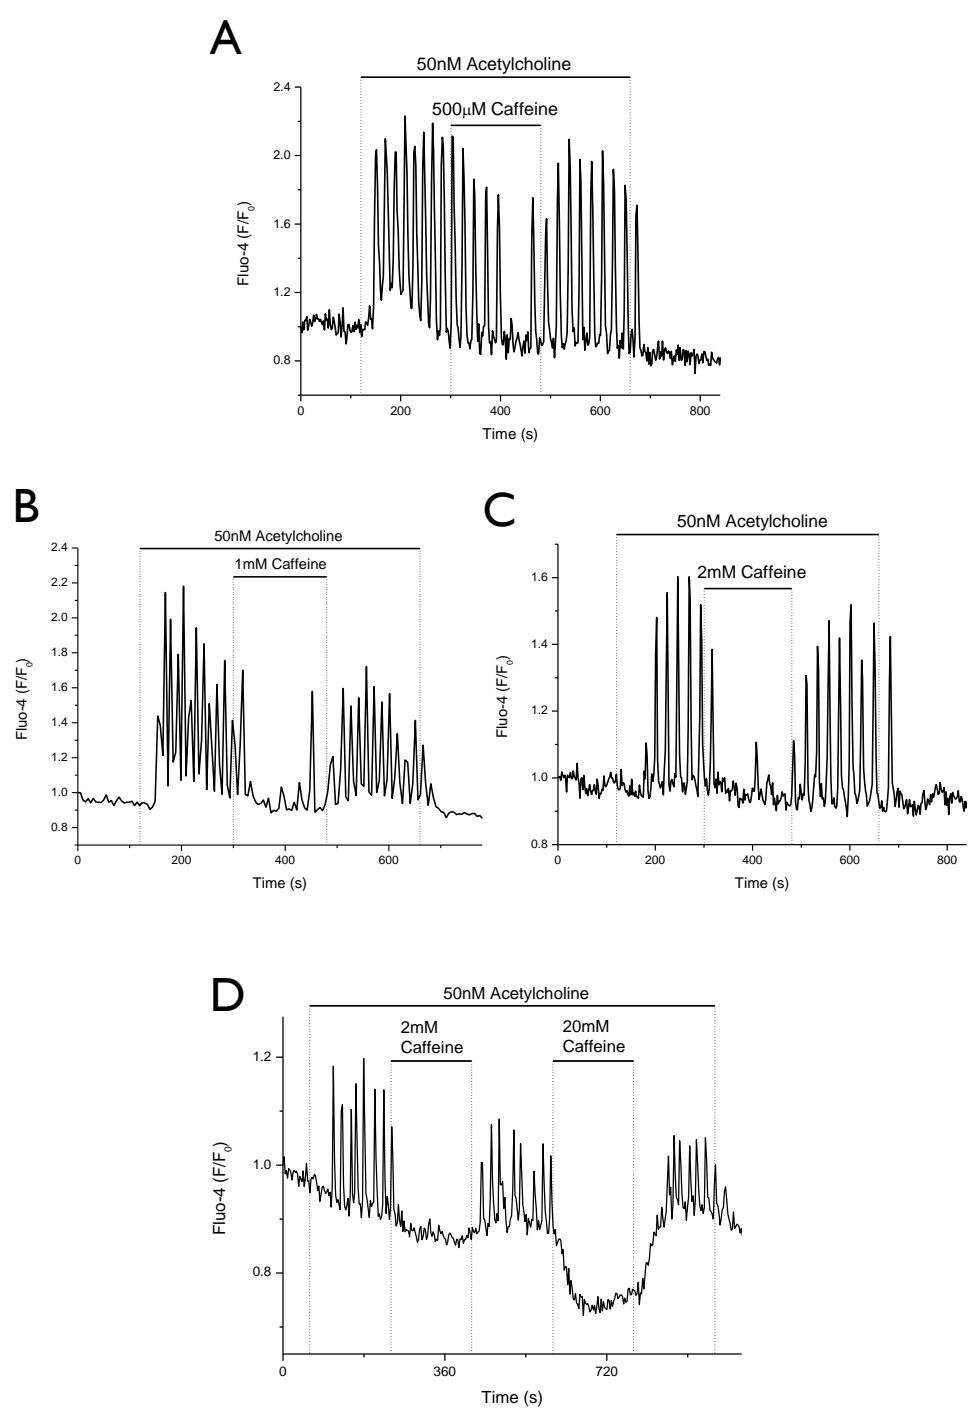 A
50nM Acetylcholine
500μM Caffeine
2.4
2.0
1.6
1.2
0.8
Fluo-4 (F/F0)
0 200 400 600 800
Time (s)
B
50nM Acetylcholine
1mM Caffeine
2.4
2.2
2.0
1.8
1.6
1.4
1.2
1.0
0.8
Fluo-4 (F/F0)
0 200 400 600
Time (s)
C
50nM Acetylcholine
2mM Caffeine
1.6
1.4
1.2
1.0
0.8
Fluo-4 (F/F0)
0 200 400 600 800
Time (s)
D
50nM Acetylcholine
2mM
Caffeine
20mM
Caffeine
1.2
1.0
0.8
Fluo-4 (F/F0)
0 360 720
Time (s)